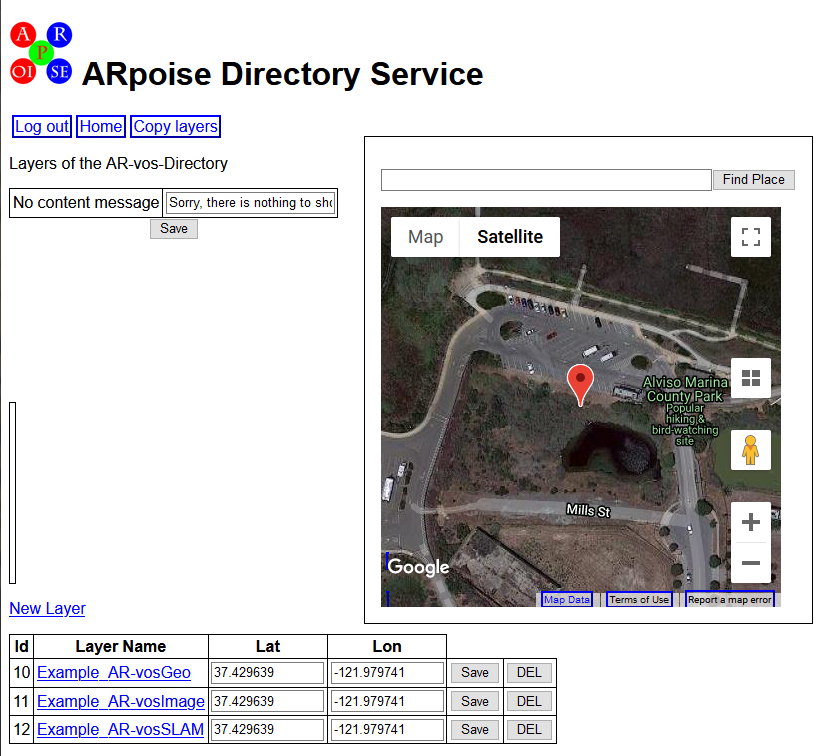 A R
P
OI SE
ARpoise Directory Service
Log out Home Copy layers
Layers of the AR-vos-Directory
No content message Sorry, there is nothing to sho
Save
Find Place
Map Satellite
Alviso Marina
County Park
Popular
hiking &
bird-watching
site
Mills St
Google
Map Data Terms of Use Report a map error
New Layer
Id Layer Name Lat Lon
10 Example_AR-vosGeo 37.429639 -121.979741 Save DEL
11 Example_AR-vosImage 37.429639 -121.979741 Save DEL
12 Example_AR-vosSLAM 37.429639 -121.979741 Save DEL